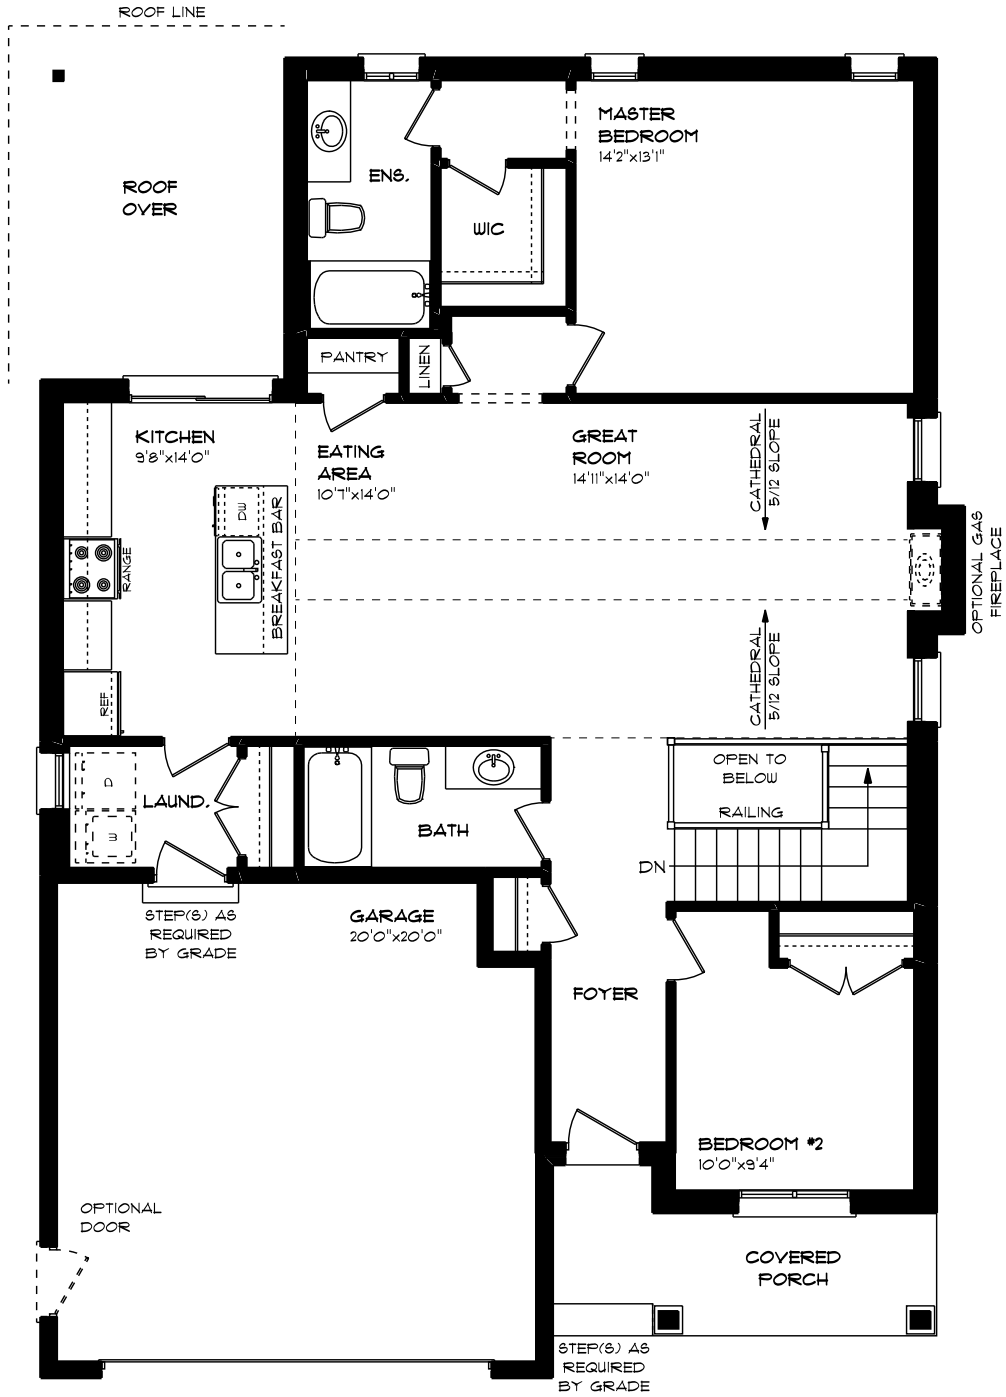 ROOF LINE
ROOF
OVER
MASTER
BEDROOM
14'2"x13'1"
ENS.
WIC
PANTRY
LINEN
KITCHEN
9'8"x14'0"
EATING
AREA
10'7"x14'0"
GREAT
ROOM
14'11"x14'0"
CATHEDRAL
5/12 SLOPE
DW
BREAKFAST BAR
RANGE
OPTIONAL GAS
FIREPLACE
CATHEDRAL
5/12 SLOPE
REF
D
LAUND.
W
BATH
OPEN TO
BELOW
RAILING
DN
STEP(S) AS
REQUIRED
BY GRADE
GARAGE
20'0"x20'0"
FOYER
BEDROOM #2
10'0"x9'4"
OPTIONAL
DOOR
COVERED
PORCH
STEP(S) AS
REQUIRED
BY GRADE